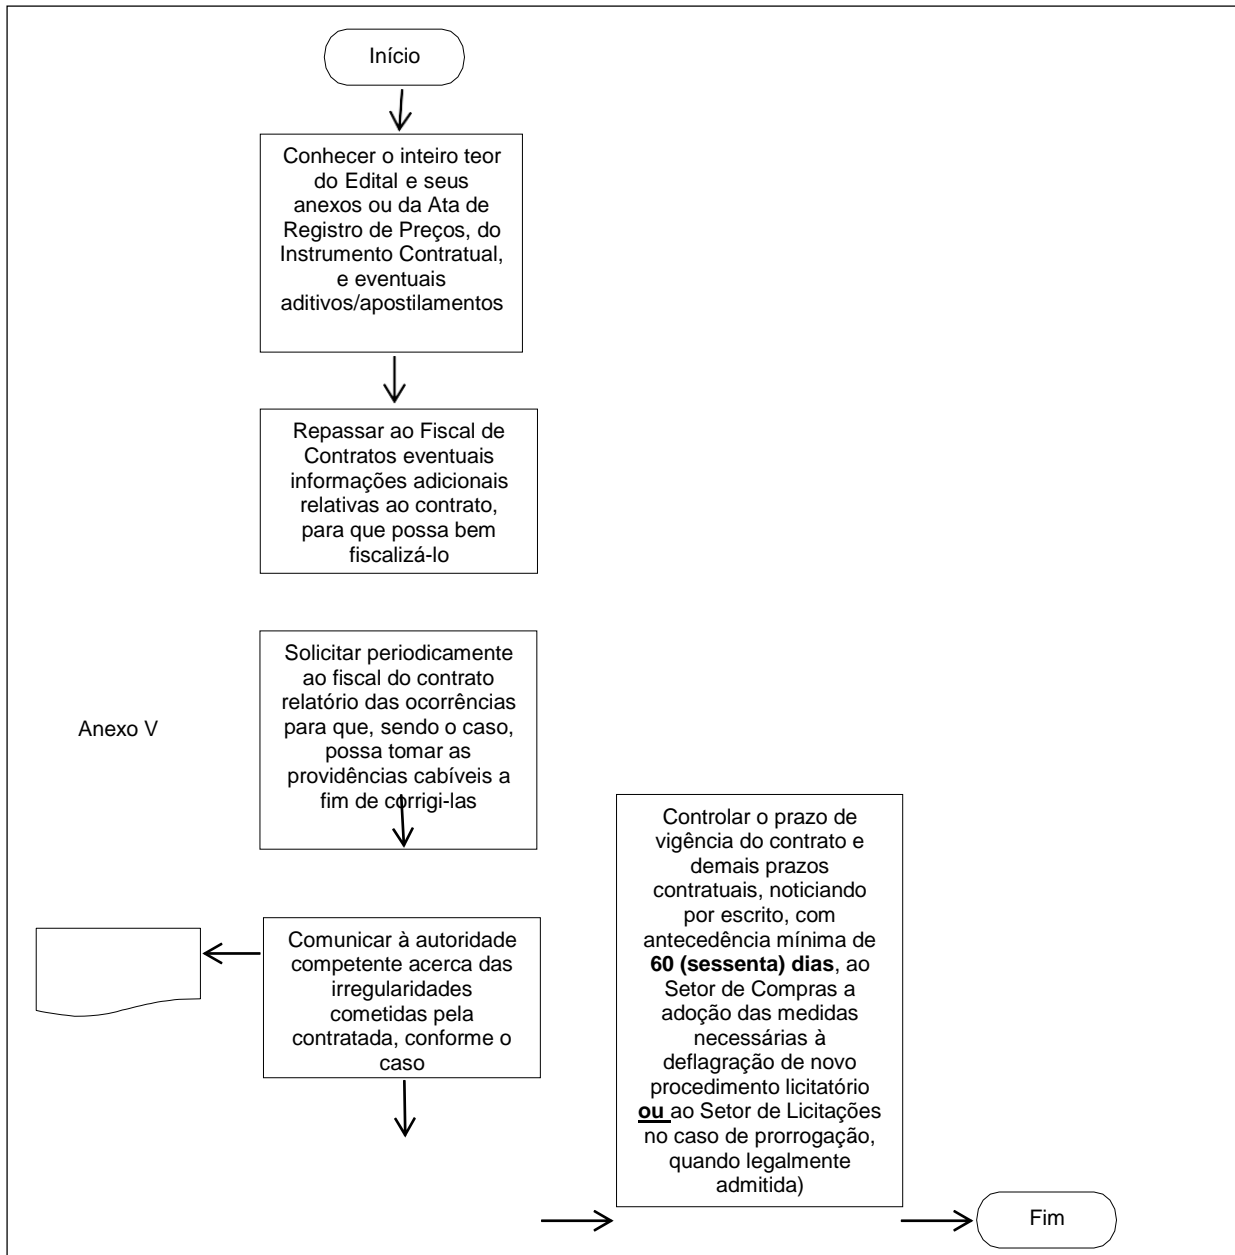 Início
Conhecer o inteiro teor
do Edital e seus
anexos ou da Ata de
Registro de Preços, do
Instrumento Contratual,
e eventuais
aditivos/apostilamentos
Repassar ao Fiscal de
Contratos eventuais
informações adicionais
relativas ao contrato,
para que possa bem
fiscalizá-lo
Solicitar periodicamente
ao fiscal do contrato
relatório das ocorrências
para que, sendo o caso,
possa tomar as
providências cabíveis a
fim de corrigi-las
Anexo V
Comunicar à autoridade
competente acerca das
irregularidades
cometidas pela
contratada, conforme o
caso
Controlar o prazo de
vigência do contrato e
demais prazos
contratuais, noticiando
por escrito, com
antecedência mínima de
60 (sessenta) dias, ao
Setor de Compras a
adoção das medidas
necessárias à
deflagração de novo
procedimento licitatório
ou ao Setor de Licitações
no caso de prorrogação,
quando legalmente
admitida)
Fim